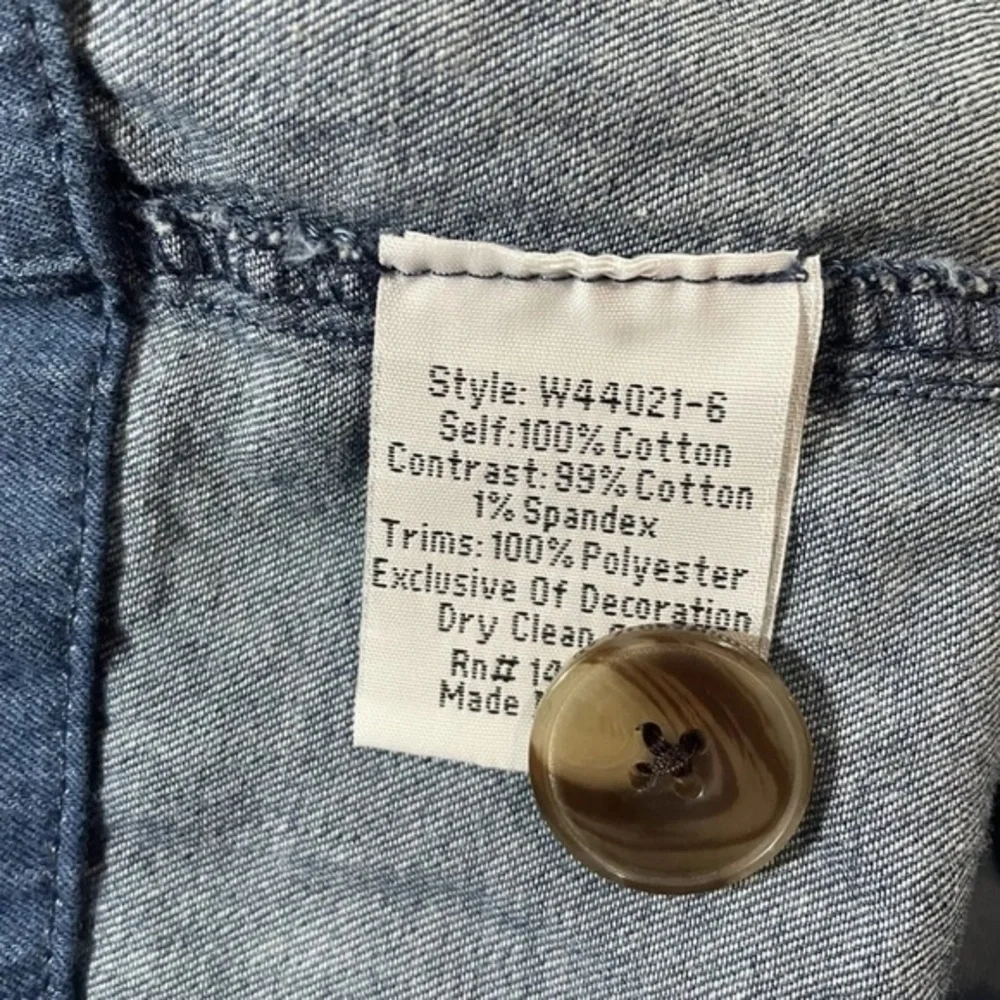 Style: W44021-6
Self:100% Cotton
Contrast: 99% Cotton
1% Spandex
Trims: 100% Polyester
Exclusive Of Decoration
Dry Clean
Rn# 14
Made